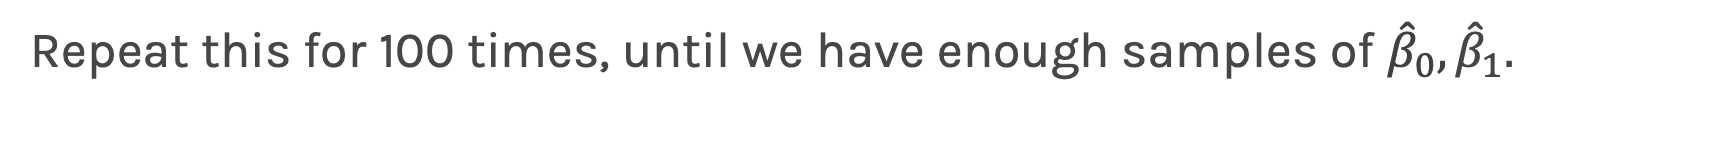 Repeat this for 100 times, until we have enough samples of β̂₀, β̂₁.